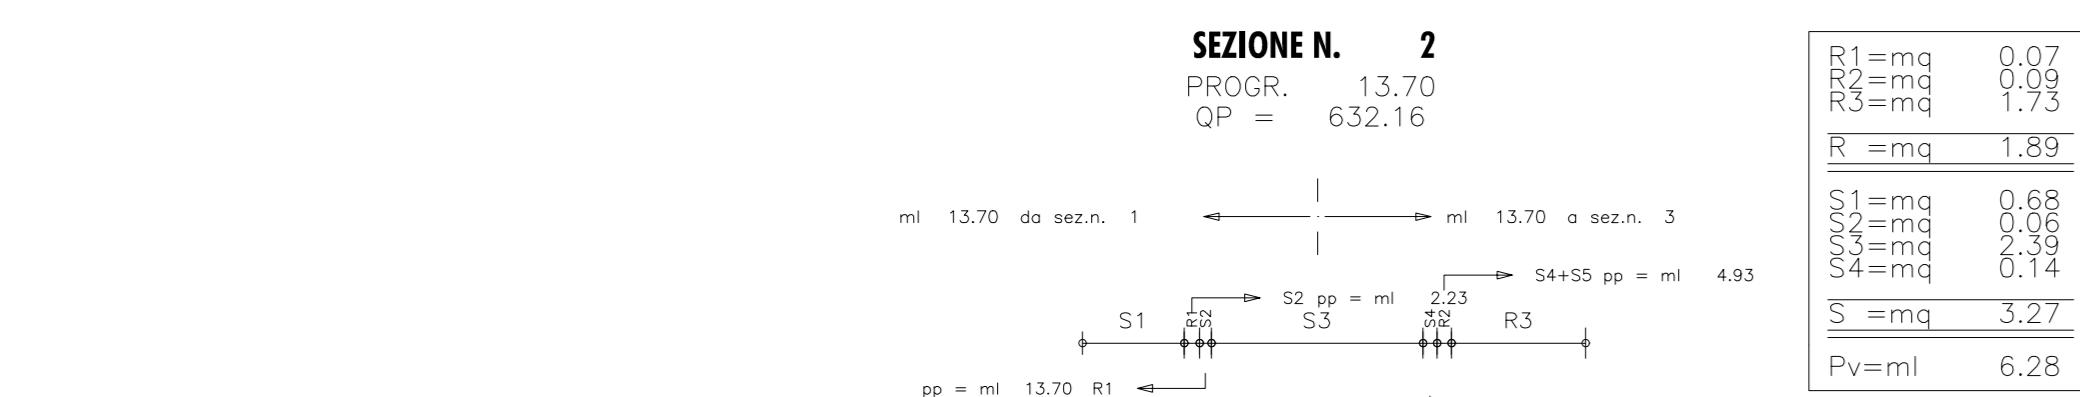 SEZIONE N. 2
PROGR. 13.70
QP = 632.16
ml 13.70 da sez.n. 1
ml 13.70 a sez.n. 3
S4+S5 pp = ml 4.93
S2 pp = ml 2.23
S1 R1 S2 S3 S4 R2 R3
pp = ml 13.70 R1
R1=mq 0.07
R2=mq 0.09
R3=mq 1.73
R =mq 1.89
S1=mq 0.68
S2=mq 0.06
S3=mq 2.39
S4=mq 0.14
S =mq 3.27
Pv=ml 6.28